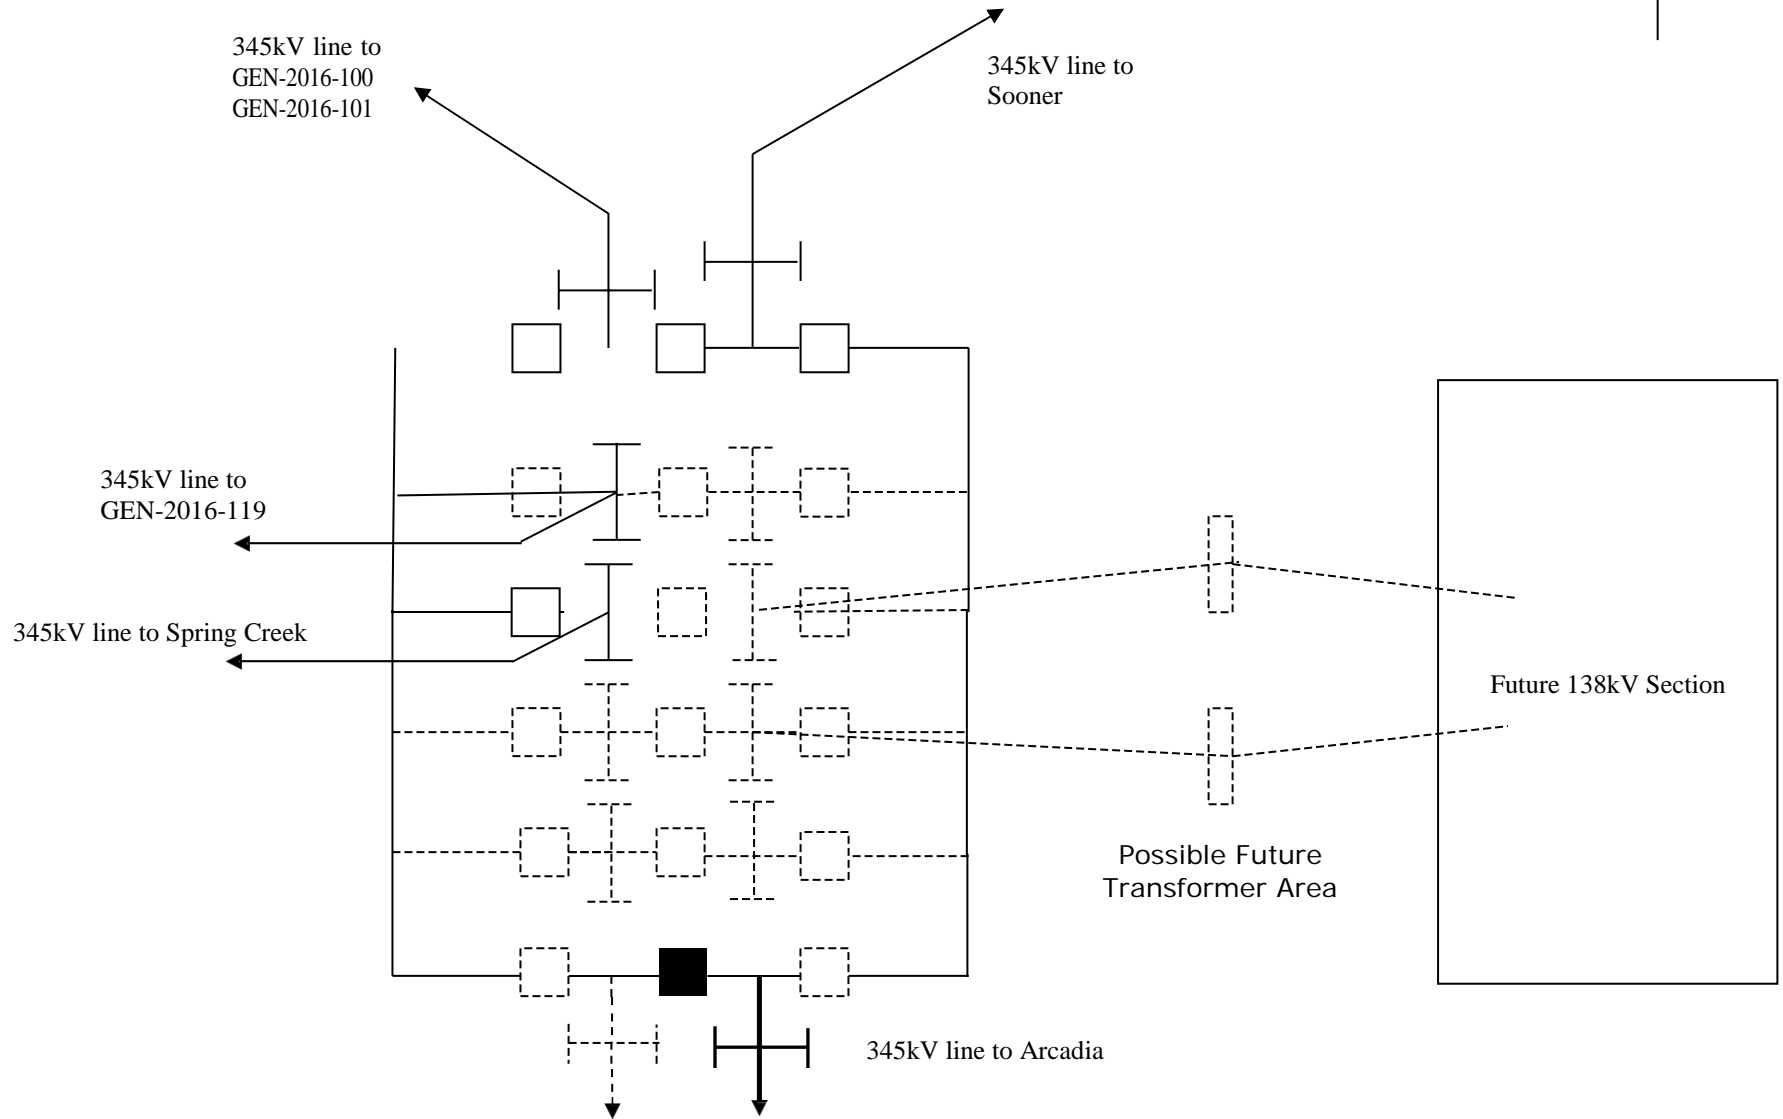 345kV line to
GEN-2016-100
GEN-2016-101
345kV line to
Sooner
345kV line to
GEN-2016-119
345kV line to Spring Creek
Future 138kV Section
Possible Future
Transformer Area
345kV line to Arcadia